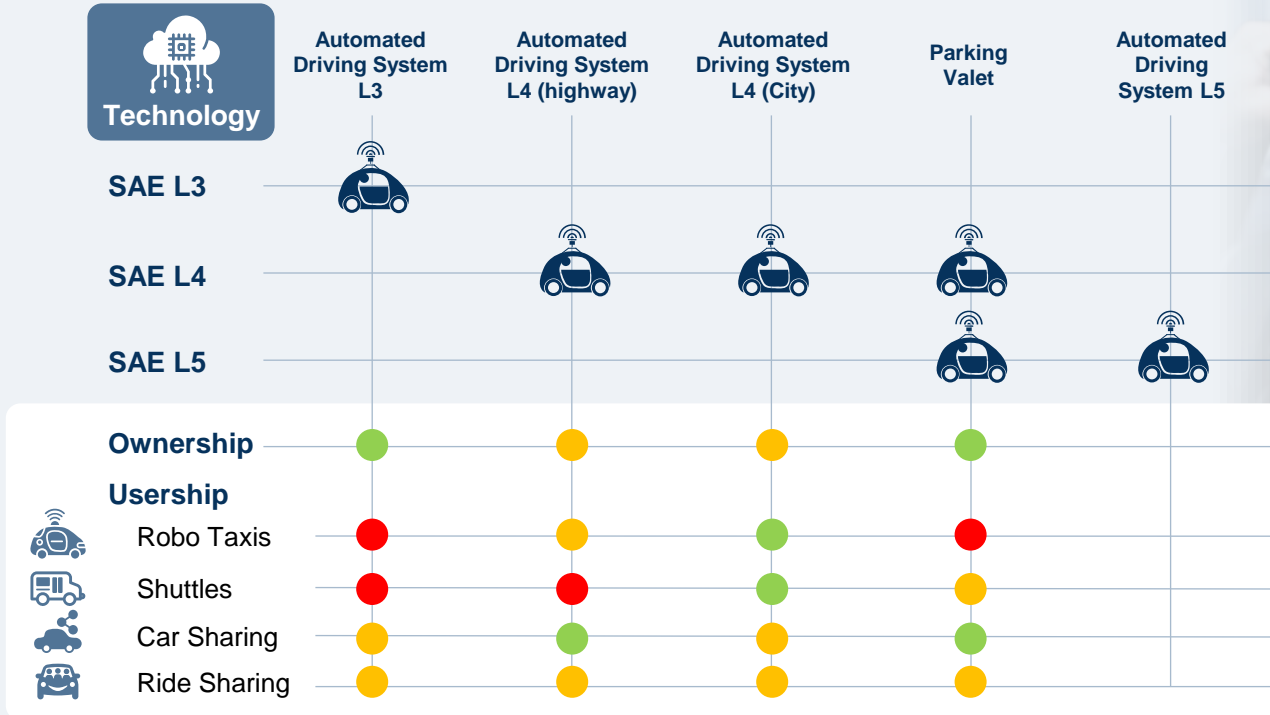 Technology
Automated
Driving System
L3
Automated
Driving System
L4 (highway)
Automated
Driving System
L4 (City)
Parking
Valet
Automated
Driving
System L5
SAE L3
SAE L4
SAE L5
Ownership
Usership
Robo Taxis
Shuttles
Car Sharing
Ride Sharing